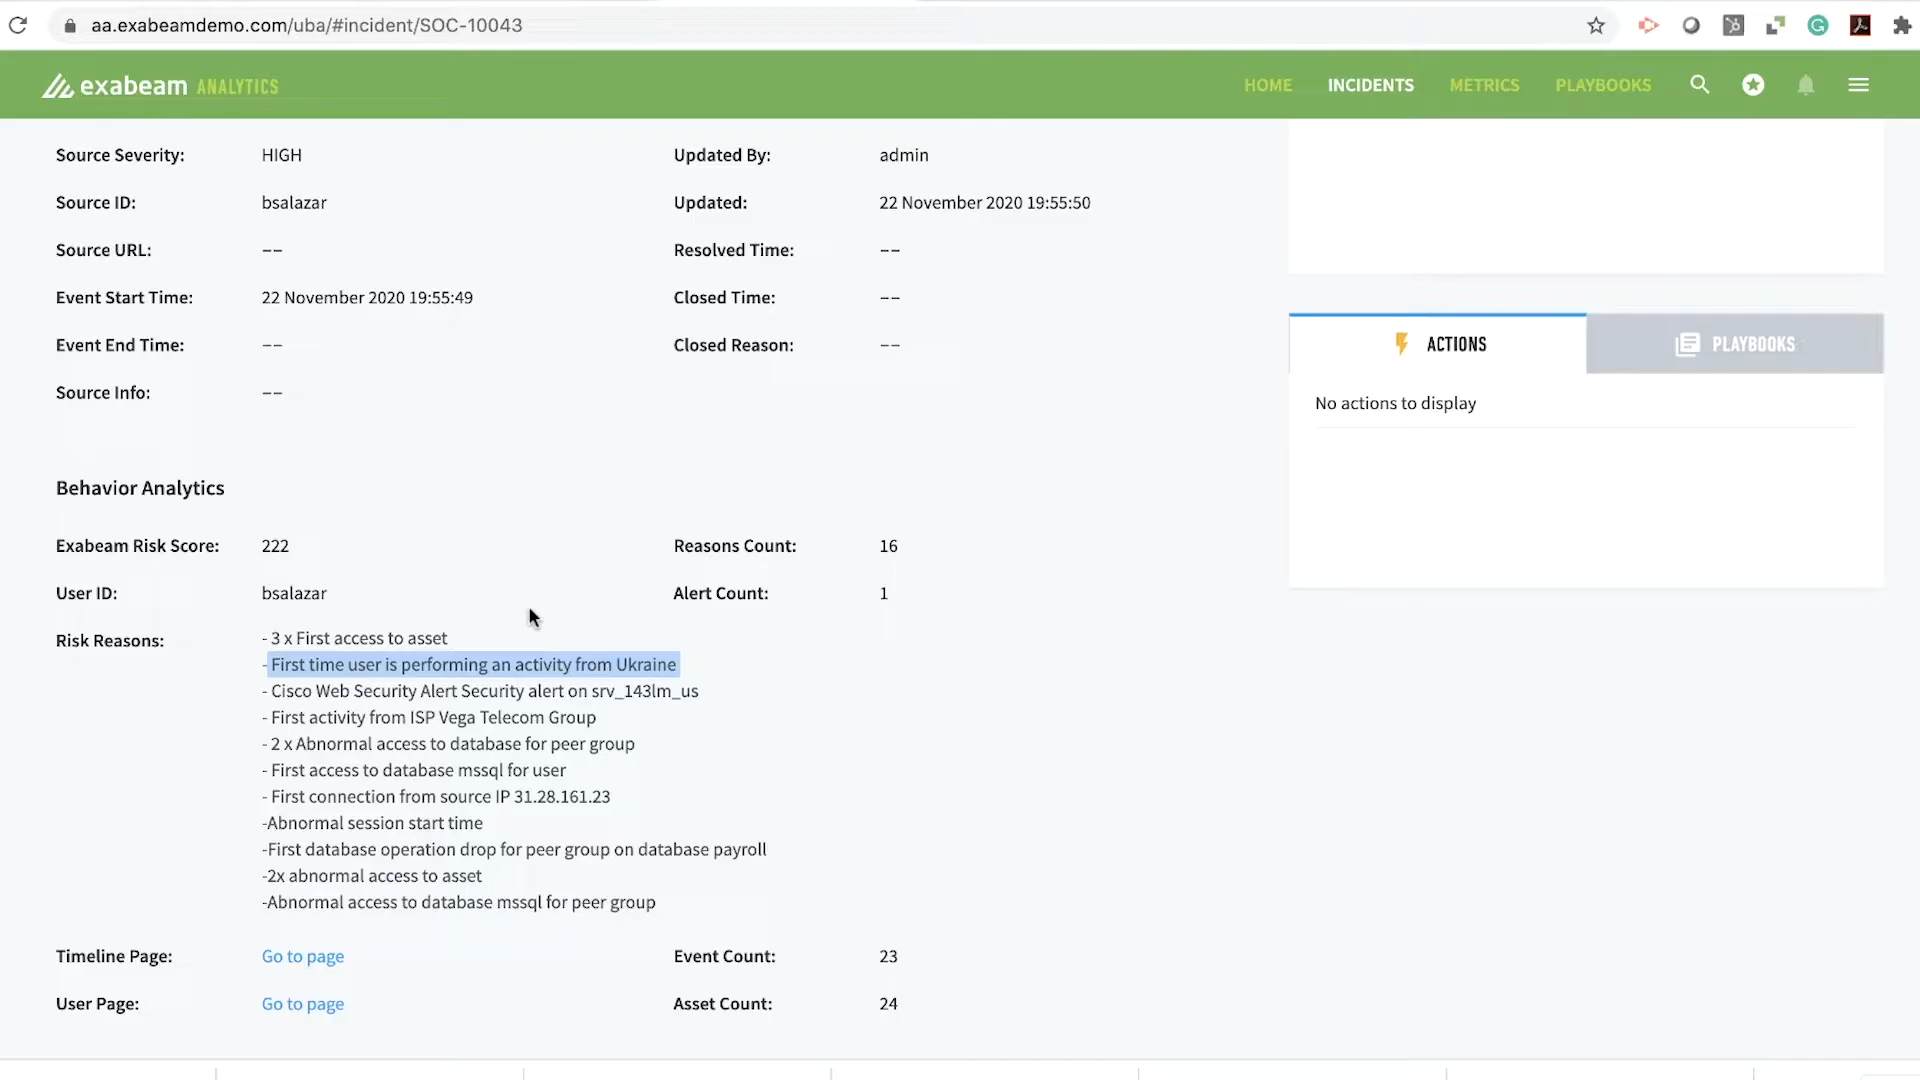 aa.exabeamdemo.com/uba/#incident/SOC-10043
exabeam ANALYTICS
HOME INCIDENTS METRICS PLAYBOOKS
Source Severity: HIGH Updated By: admin
Source ID: bsalazar Updated: 22 November 2020 19:55:50
Source URL: –– Resolved Time: ––
Event Start Time: 22 November 2020 19:55:49 Closed Time: ––
Event End Time: –– Closed Reason: ––
Source Info: ––
ACTIONS PLAYBOOKS
No actions to display
Behavior Analytics
Exabeam Risk Score: 222 Reasons Count: 16
User ID: bsalazar Alert Count: 1
Risk Reasons: - 3 x First access to asset
- First time user is performing an activity from Ukraine
- Cisco Web Security Alert Security alert on srv_143lm_us
- First activity from ISP Vega Telecom Group
- 2 x Abnormal access to database for peer group
- First access to database mssql for user
- First connection from source IP 31.28.161.23
-Abnormal session start time
-First database operation drop for peer group on database payroll
-2x abnormal access to asset
-Abnormal access to database mssql for peer group
Timeline Page: Go to page Event Count: 23
User Page: Go to page Asset Count: 24